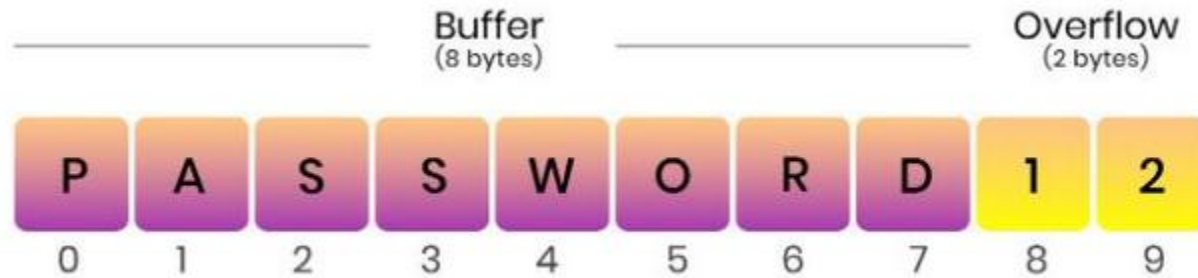 Buffer Overflow
(8 bytes) (2 bytes)
P A S S W O R D 1 2
0 1 2 3 4 5 6 7 8 9